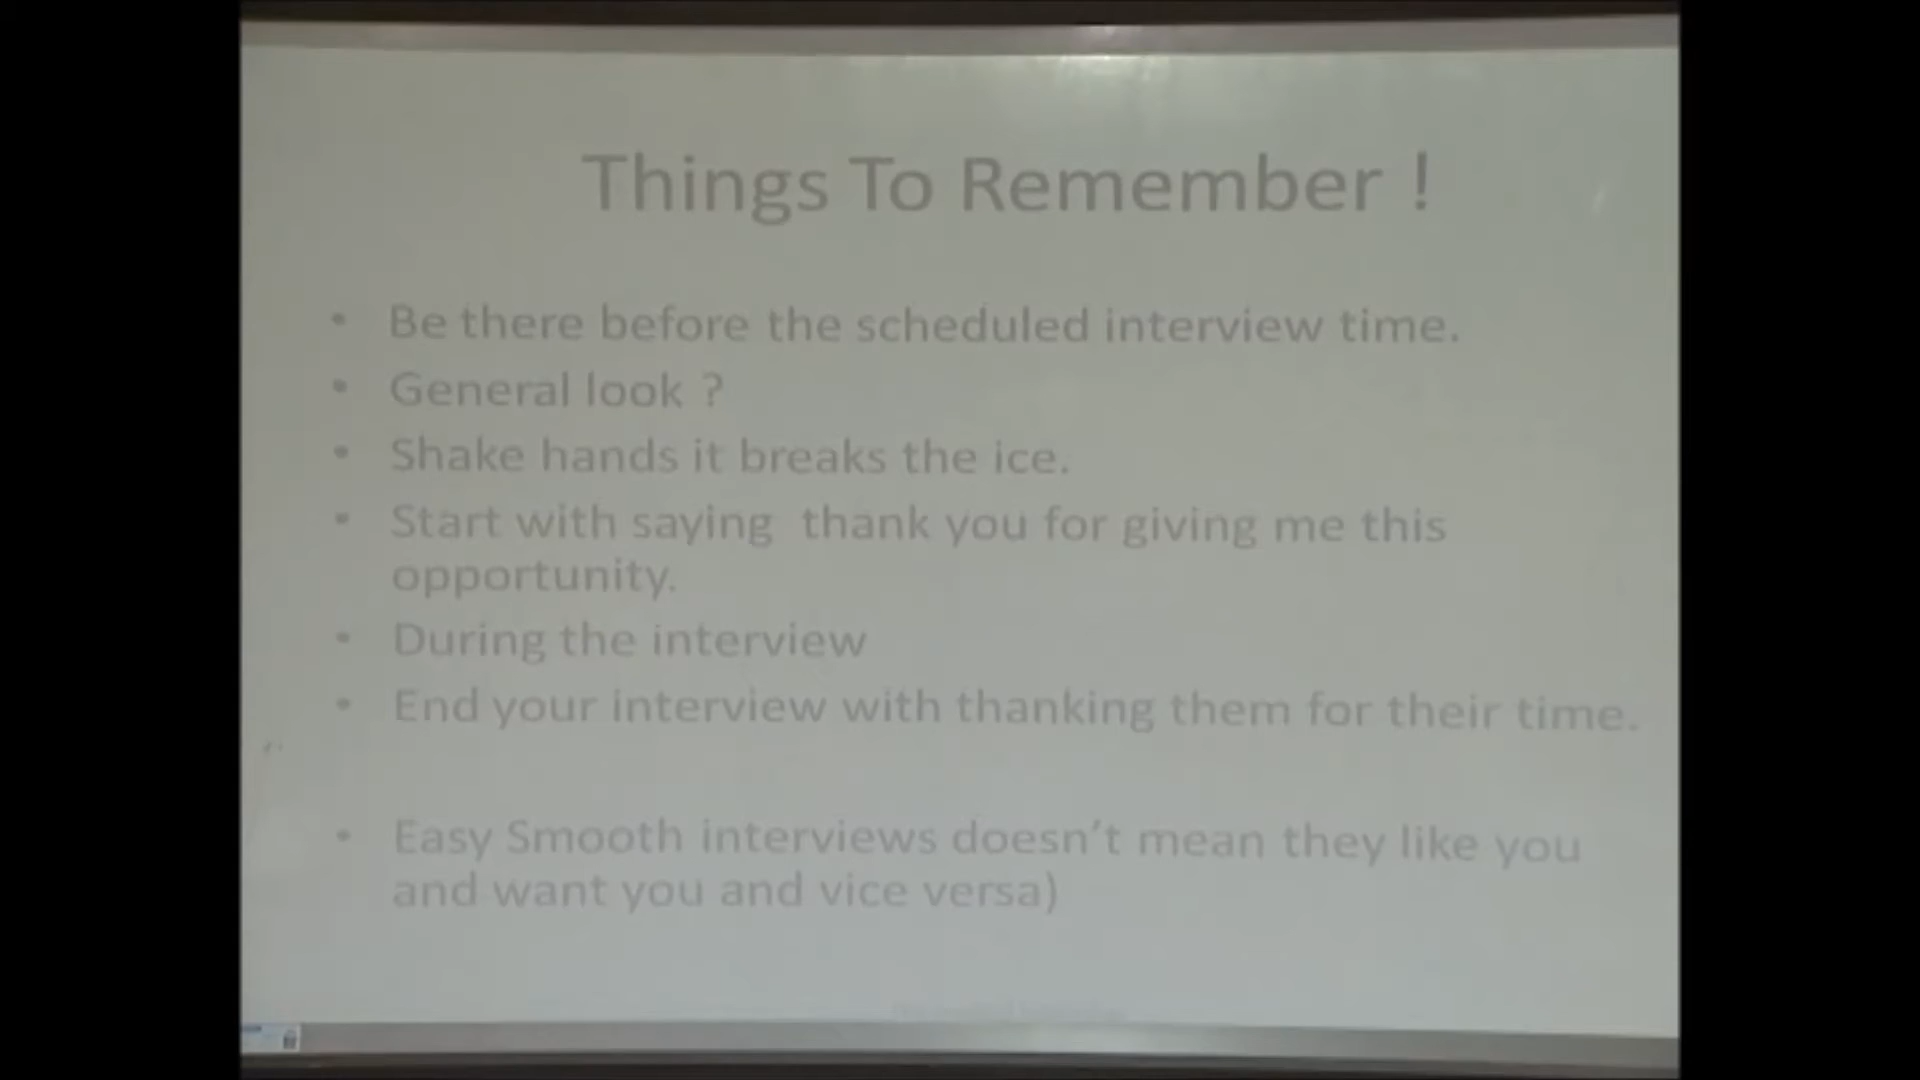 Things To Remember !
• Be there before the scheduled interview time.
• General look ?
• Shake hands it breaks the ice.
• Start with saying thank you for giving me this
opportunity.
• During the interview
• End your interview with thanking them for their time.
• Easy Smooth interviews doesn't mean they like you
and want you and vice versa)